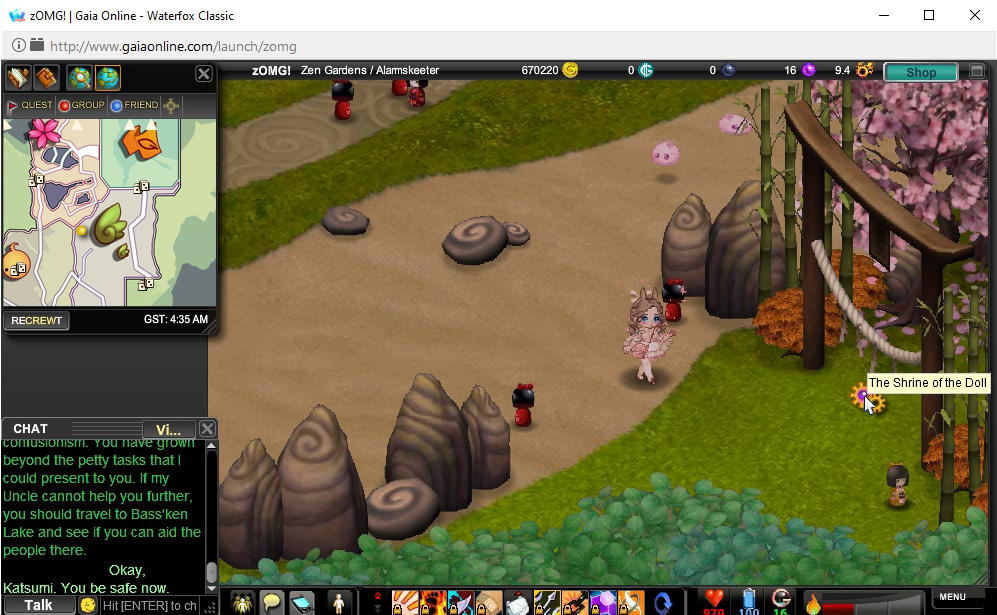 zOMG! | Gaia Online - Waterfox Classic
http://www.gaiaonline.com/launch/zomg
zOMG! Zen Gardens / Alamskeeter 670220 0 0 16 9.4 Shop
QUEST GROUP FRIEND
RECREWT GST: 4:35 AM
The Shrine of the Doll
CHAT Vi...
confusionism. You have grown
beyond the petty tasks that I
could present to you. If my
Uncle cannot help you further,
you should travel to Bass'ken
Lake and see if you can aid the
people there.
Okay,
Katsumi. You be safe now.
Talk Hit [ENTER] to ch
970 100 16 MENU